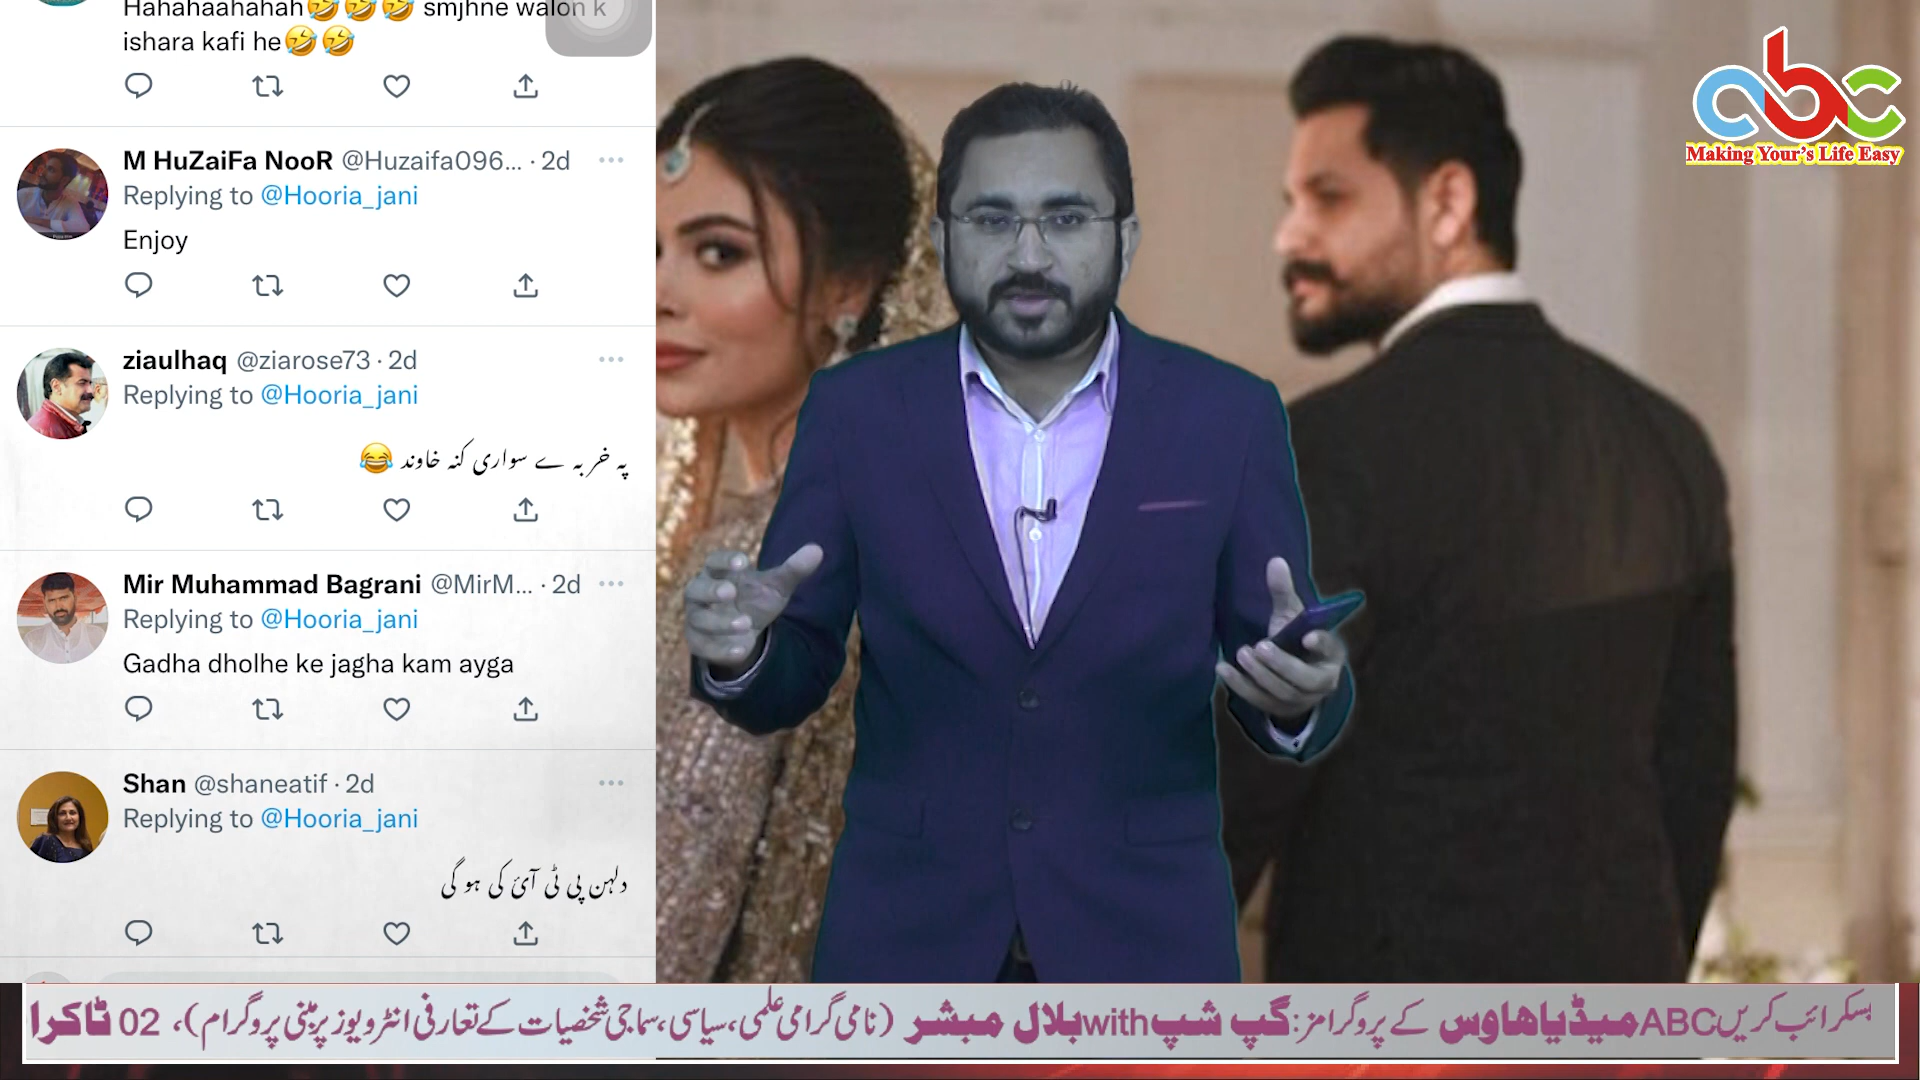 Hahahaahahah🤣🤣🤣 smjhne walon k
ishara kafi he🤣🤣
M HuZaiFa NooR @Huzaifa096... · 2d
Replying to @Hooria_jani
Enjoy
ziaulhaq @ziarose73 · 2d
Replying to @Hooria_jani
پہ خر بہ ے سواری کنہ خاوند 😂
Mir Muhammad Bagrani @MirM... · 2d
Replying to @Hooria_jani
Gadha dholhe ke jagha kam ayga
Shan @shaneatif · 2d
Replying to @Hooria_jani
دلہن پی ٹی آئ کی ہو گی
abc
Making Your's Life Easy
بسکرائب کریں ABC میڈیا ھاوس کے پروگرامز: گپ شپ with بلال مبشر (نامی گرامی علمی، سیاسی، سماجی شخصیات کے تعارفی انٹرویوز پر مبنی پروگرام)، 02 ٹاکرا